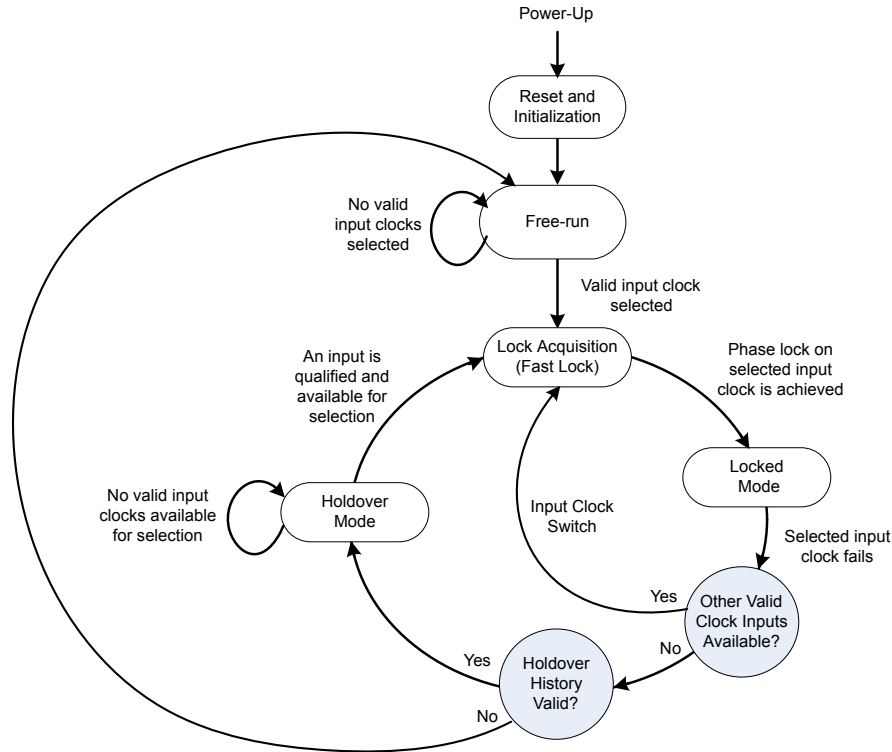 Power-Up
Reset and
Initialization
No valid
input clocks
selected
Free-run
Valid input clock
selected
An input is
qualified and
available for
selection
Lock Acquisition
(Fast Lock)
Phase lock on
selected input
clock is achieved
Locked
Mode
No valid input
clocks available
for selection
Holdover
Mode
Input Clock
Switch
Selected input
clock fails
Yes
Other Valid
Clock Inputs
Available?
No
Yes
Holdover
History
Valid?
No